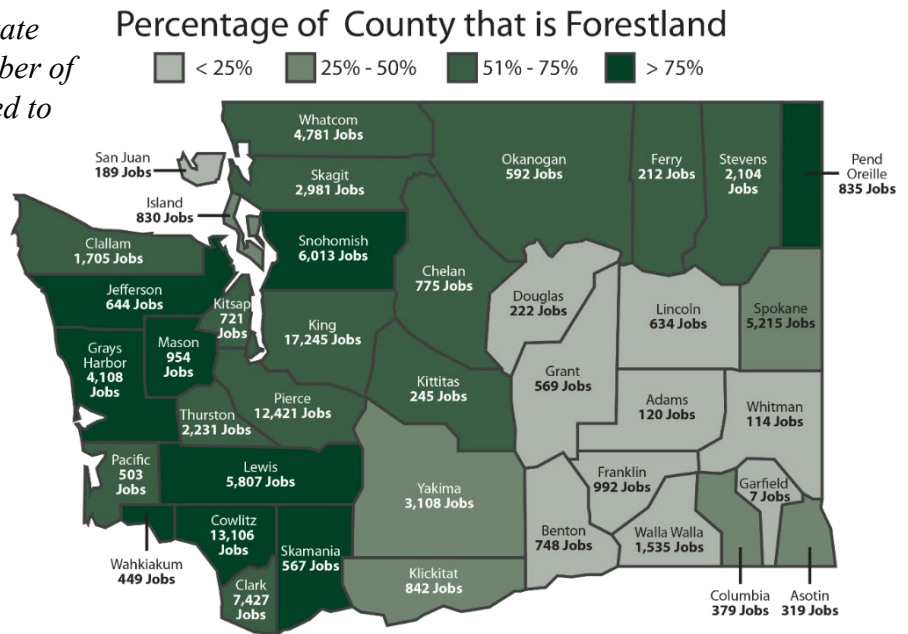 ate
ber of
ed to
Percentage of County that is Forestland
< 25%
25% - 50%
51% - 75%
> 75%
Whatcom
4,781 Jobs
San Juan
189 Jobs
Skagit
2,981 Jobs
Island
830 Jobs
Okanogan
592 Jobs
Ferry
212 Jobs
Stevens
2,104
Jobs
Pend
Oreille
835 Jobs
Clallam
1,705 Jobs
Snohomish
6,013 Jobs
Chelan
775 Jobs
Jefferson
644 Jobs
Kitsap
721
Jobs
King
17,245 Jobs
Douglas
222 Jobs
Lincoln
634 Jobs
Spokane
5,215 Jobs
Grays
Harbor
4,108
Jobs
Mason
954
Jobs
Kittitas
245 Jobs
Grant
569 Jobs
Adams
120 Jobs
Whitman
114 Jobs
Thurston
2,231 Jobs
Pierce
12,421 Jobs
Pacific
503
Jobs
Lewis
5,807 Jobs
Yakima
3,108 Jobs
Franklin
992 Jobs
Garfield
7 Jobs
Wahkiakum
449 Jobs
Cowlitz
13,106
Jobs
Skamania
567 Jobs
Benton
748 Jobs
Walla Walla
1,535 Jobs
Clark
7,427
Jobs
Klickitat
842 Jobs
Columbia
379 Jobs
Asotin
319 Jobs